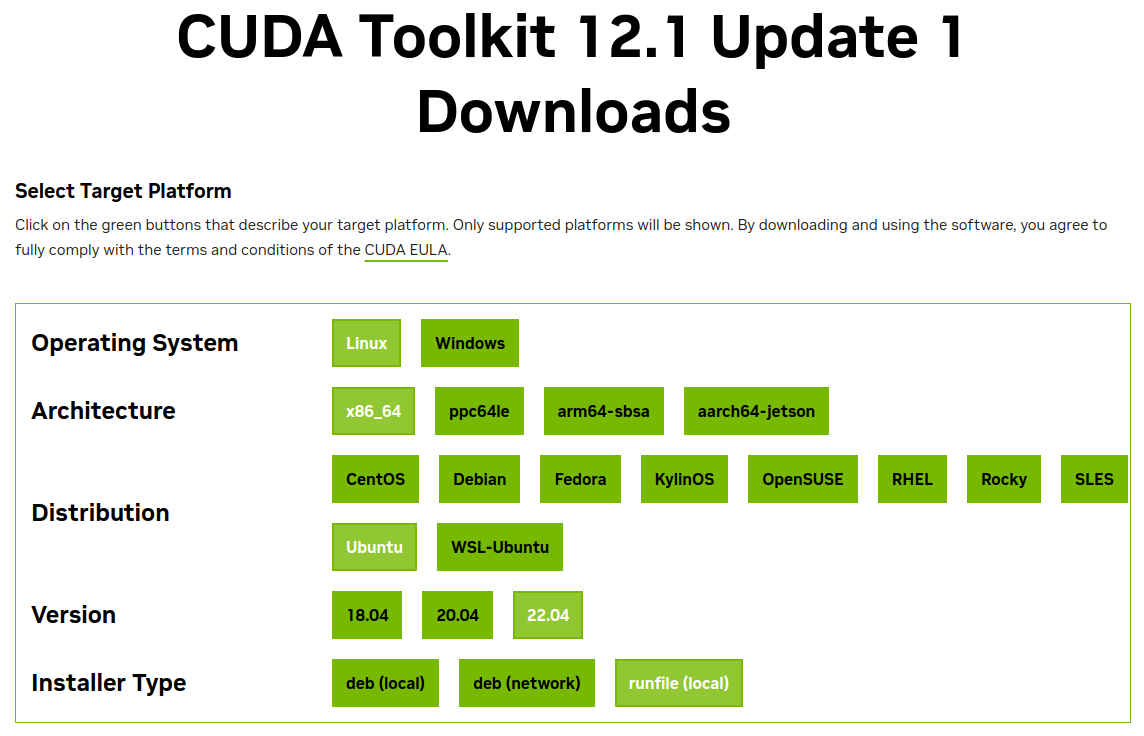 CUDA Toolkit 12.1 Update 1
Downloads
Select Target Platform
Click on the green buttons that describe your target platform. Only supported platforms will be shown. By downloading and using the software, you agree to
fully comply with the terms and conditions of the CUDA EULA.
Operating System Linux Windows
Architecture x86_64 ppc64le arm64-sbsa aarch64-jetson
Distribution CentOS Debian Fedora KylinOS OpenSUSE RHEL Rocky SLES
Ubuntu WSL-Ubuntu
Version 18.04 20.04 22.04
Installer Type deb (local) deb (network) runfile (local)